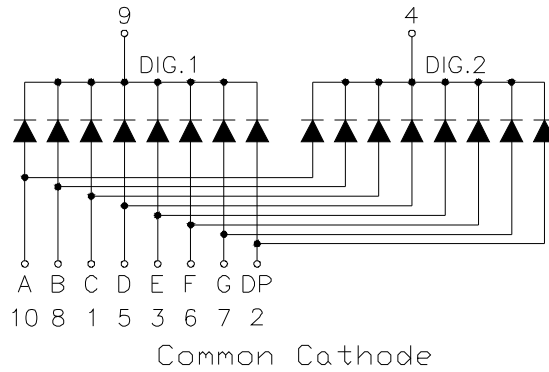 9 4
DIG.1 DIG.2
A B C D E F G DP
10 8 1 5 3 6 7 2
Common Cathode